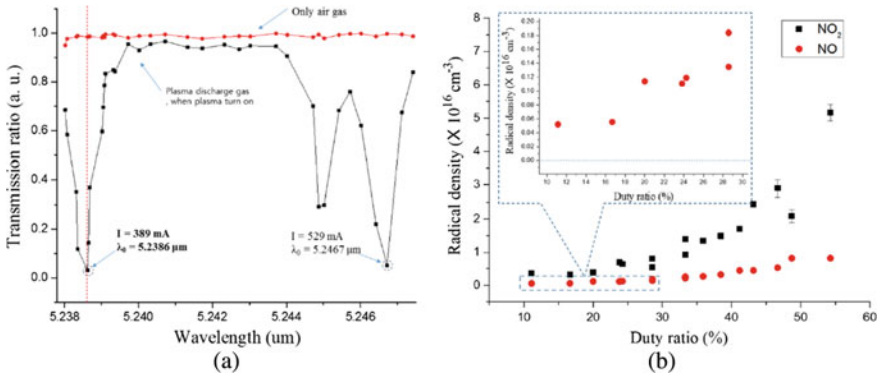 (a)
Only air gas
Transmission ratio (a. u.)
1.0
0.8
0.6
0.4
0.2
0.0
Plasma discharge gas
, when plasma turn on
I = 389 mA
λ₀ = 5.2386 μm
I = 529 mA
λ₀ = 5.2467 μm
5.238
5.240
5.242
5.244
5.246
Wavelength (um)
(a)
(b)
Radical density (X 10¹⁶ cm⁻³)
8
7
6
5
4
3
2
1
0
NO₂
NO
Radical density (X 10¹⁶ cm⁻³)
0.20
0.18
0.16
0.14
0.12
0.10
0.08
0.06
0.04
0.02
0.00
10
12
14
16
18
20
22
24
26
28
30
Duty ratio (%)
0
10
20
30
40
50
60
Duty ratio (%)
(b)